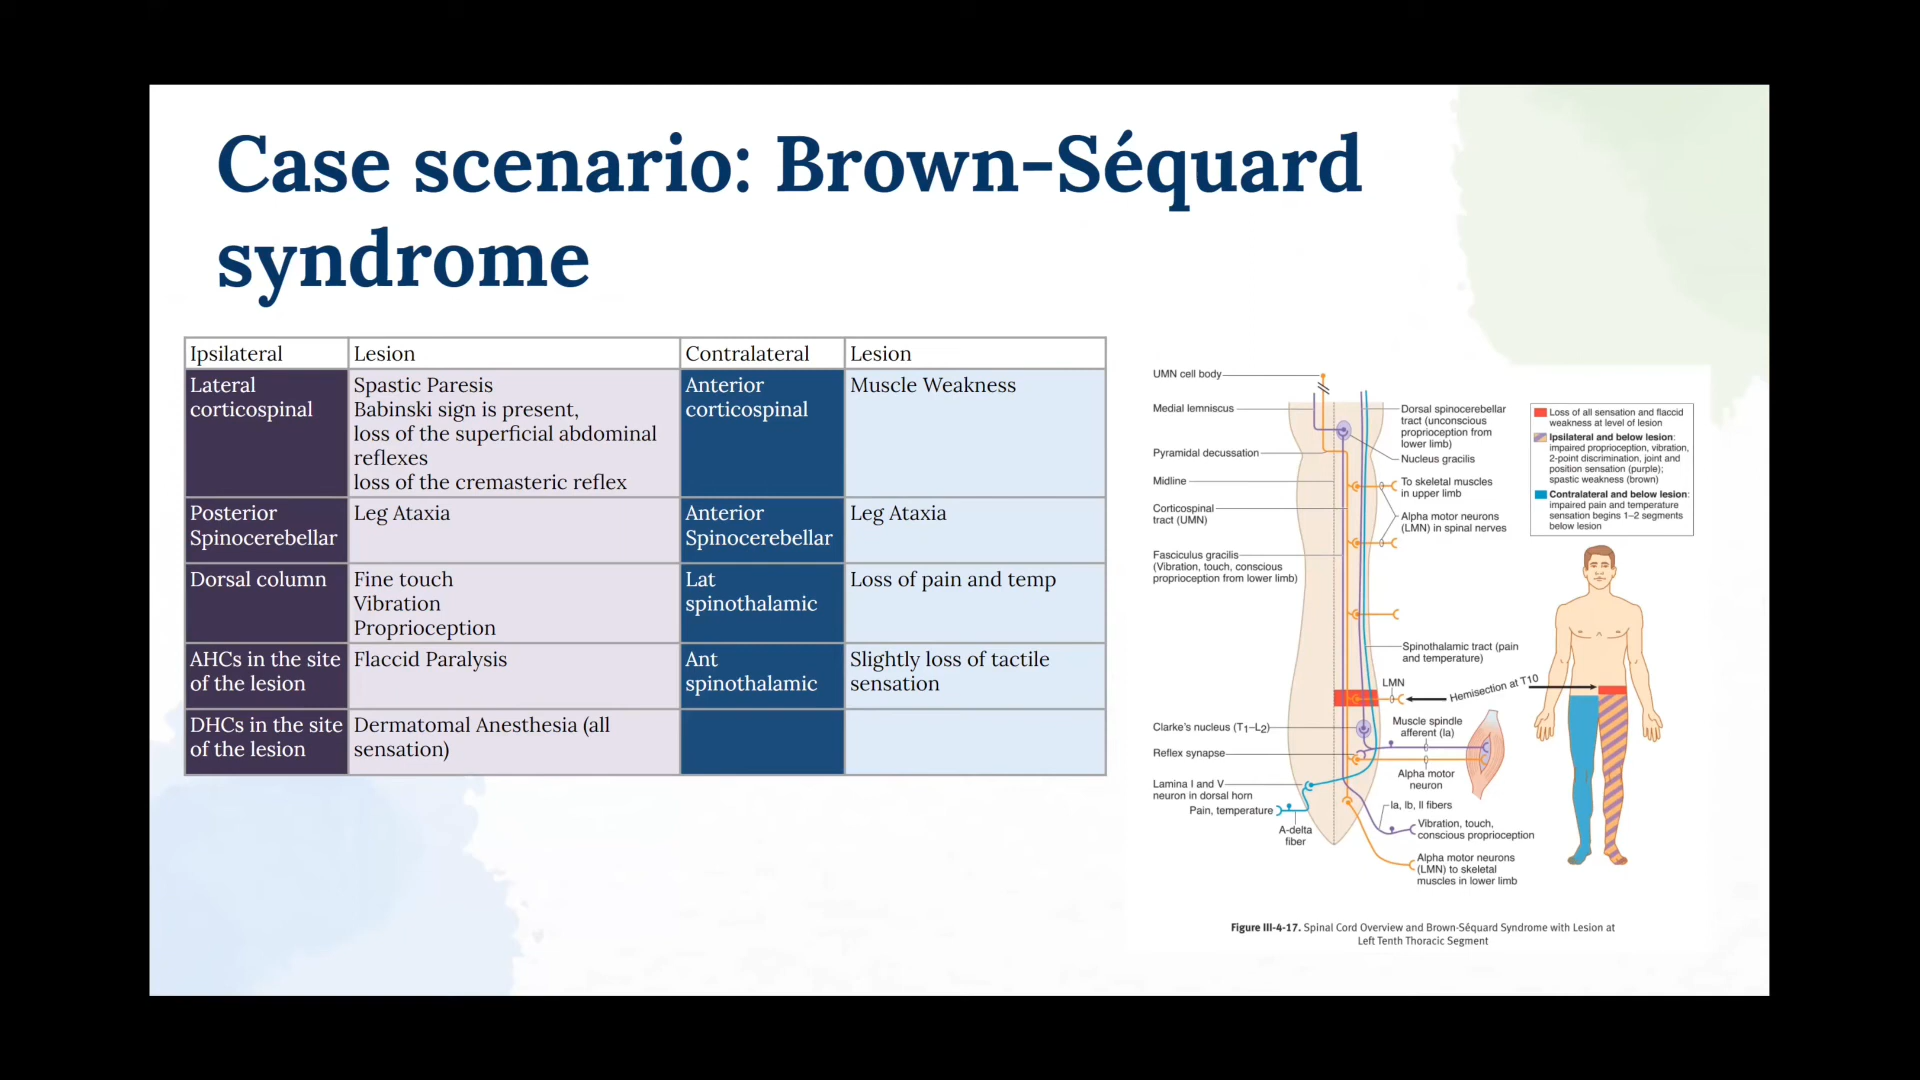 Case scenario: Brown-Séquard
syndrome
Ipsilateral
Lesion
Contralateral
Lesion
Lateral
corticospinal
Spastic Paresis
Babinski sign is present,
loss of the superficial abdominal
reflexes
loss of the cremasteric reflex
Anterior
corticospinal
Muscle Weakness
Posterior
Spinocerebellar
Leg Ataxia
Anterior
Spinocerebellar
Leg Ataxia
Dorsal column
Fine touch
Vibration
Proprioception
Lat
spinothalamic
Loss of pain and temp
AHCs in the site
of the lesion
Flaccid Paralysis
Ant
spinothalamic
Slightly loss of tactile
sensation
DHCs in the site
of the lesion
Dermatomal Anesthesia (all
sensation)
UMN cell body
Medial lemniscus
Pyramidal decussation
Midline
Corticospinal
tract (UMN)
Fasciculus gracilis
(Vibration, touch, conscious
proprioception from lower limb)
Clarke's nucleus (T1–L2)
Reflex synapse
Lamina I and V
neuron in dorsal horn
Pain, temperature
A-delta
fiber
Dorsal spinocerebellar
tract (unconscious
proprioception from
lower limb)
Nucleus gracilis
To skeletal muscles
in upper limb
Alpha motor neurons
(LMN) in spinal nerves
Spinothalamic tract (pain
and temperature)
LMN
Hemisection at T10
Muscle spindle
afferent (Ia)
Alpha motor
neuron
Ia, Ib, II fibers
Vibration, touch,
conscious proprioception
Alpha motor neurons
(LMN) to skeletal
muscles in lower limb
Loss of all sensation and flaccid
weakness at level of lesion
Ipsilateral and below lesion:
impaired proprioception, vibration,
2-point discrimination, joint and
position sensation (purple);
spastic weakness (brown)
Contralateral and below lesion:
impaired pain and temperature
sensation begins 1–2 segments
below lesion
Figure III-4-17. Spinal Cord Overview and Brown-Séquard Syndrome with Lesion at
Left Tenth Thoracic Segment